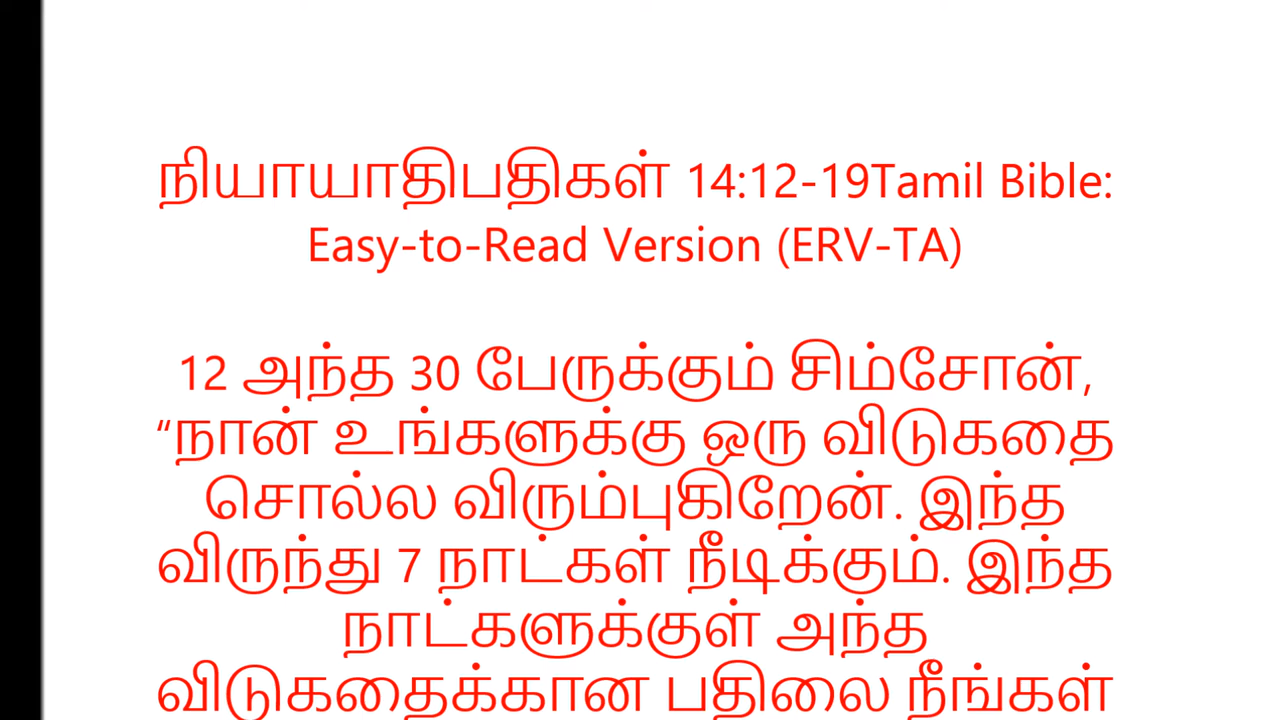 நியாயாதிபதிகள் 14:12-19Tamil Bible:
Easy-to-Read Version (ERV-TA)
12 அந்த 30 பேருக்கும் சிம்சோன்,
“நான் உங்களுக்கு ஒரு விடுகதை
சொல்ல விரும்புகிறேன். இந்த
விருந்து 7 நாட்கள் நீடிக்கும். இந்த
நாட்களுக்குள் அந்த
விடுகதைக்கான பதிலை நீங்கள்